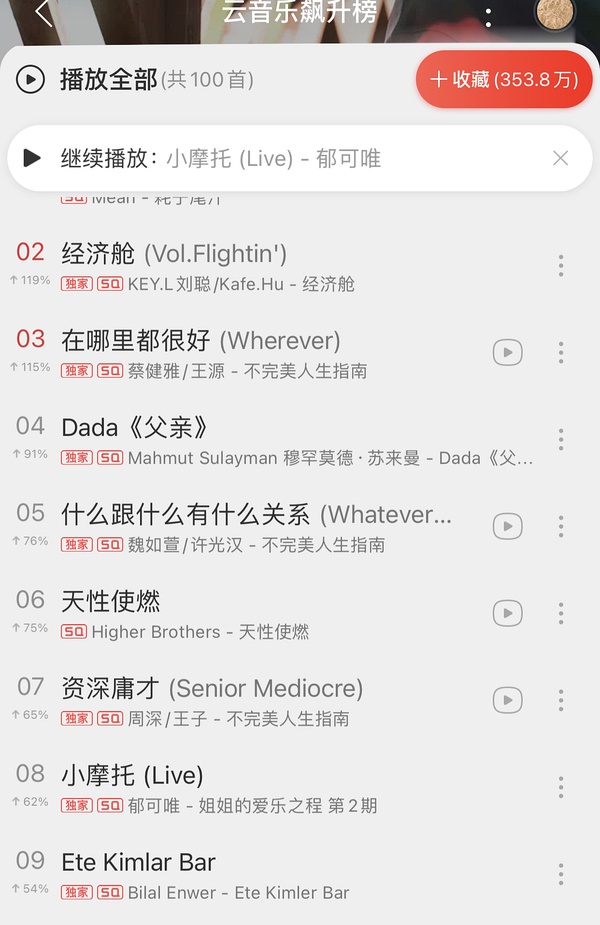 云音乐飙升榜
播放全部(共100首)
+收藏(353.8万)
继续播放：小摩托 (Live) - 郁可唯
SQ Mean - 耗子尾汁
02 经济舱 (Vol.Flightin')
↑119% 独家 SQ KEY.L刘聪/Kafe.Hu - 经济舱
03 在哪里都很好 (Wherever)
↑115% 独家 SQ 蔡健雅/王源 - 不完美人生指南
04 Dada《父亲》
↑91% 独家 SQ Mahmut Sulayman 穆罕莫德·苏来曼 - Dada《父...
05 什么跟什么有什么关系 (Whatever...
↑76% 独家 SQ 魏如萱/许光汉 - 不完美人生指南
06 天性使燃
↑75% SQ Higher Brothers - 天性使燃
07 资深庸才 (Senior Mediocre)
↑65% 独家 SQ 周深/王子 - 不完美人生指南
08 小摩托 (Live)
↑62% 独家 SQ 郁可唯 - 姐姐的爱乐之程 第2期
09 Ete Kimlar Bar
↑54% 独家 SQ Bilal Enwer - Ete Kimler Bar